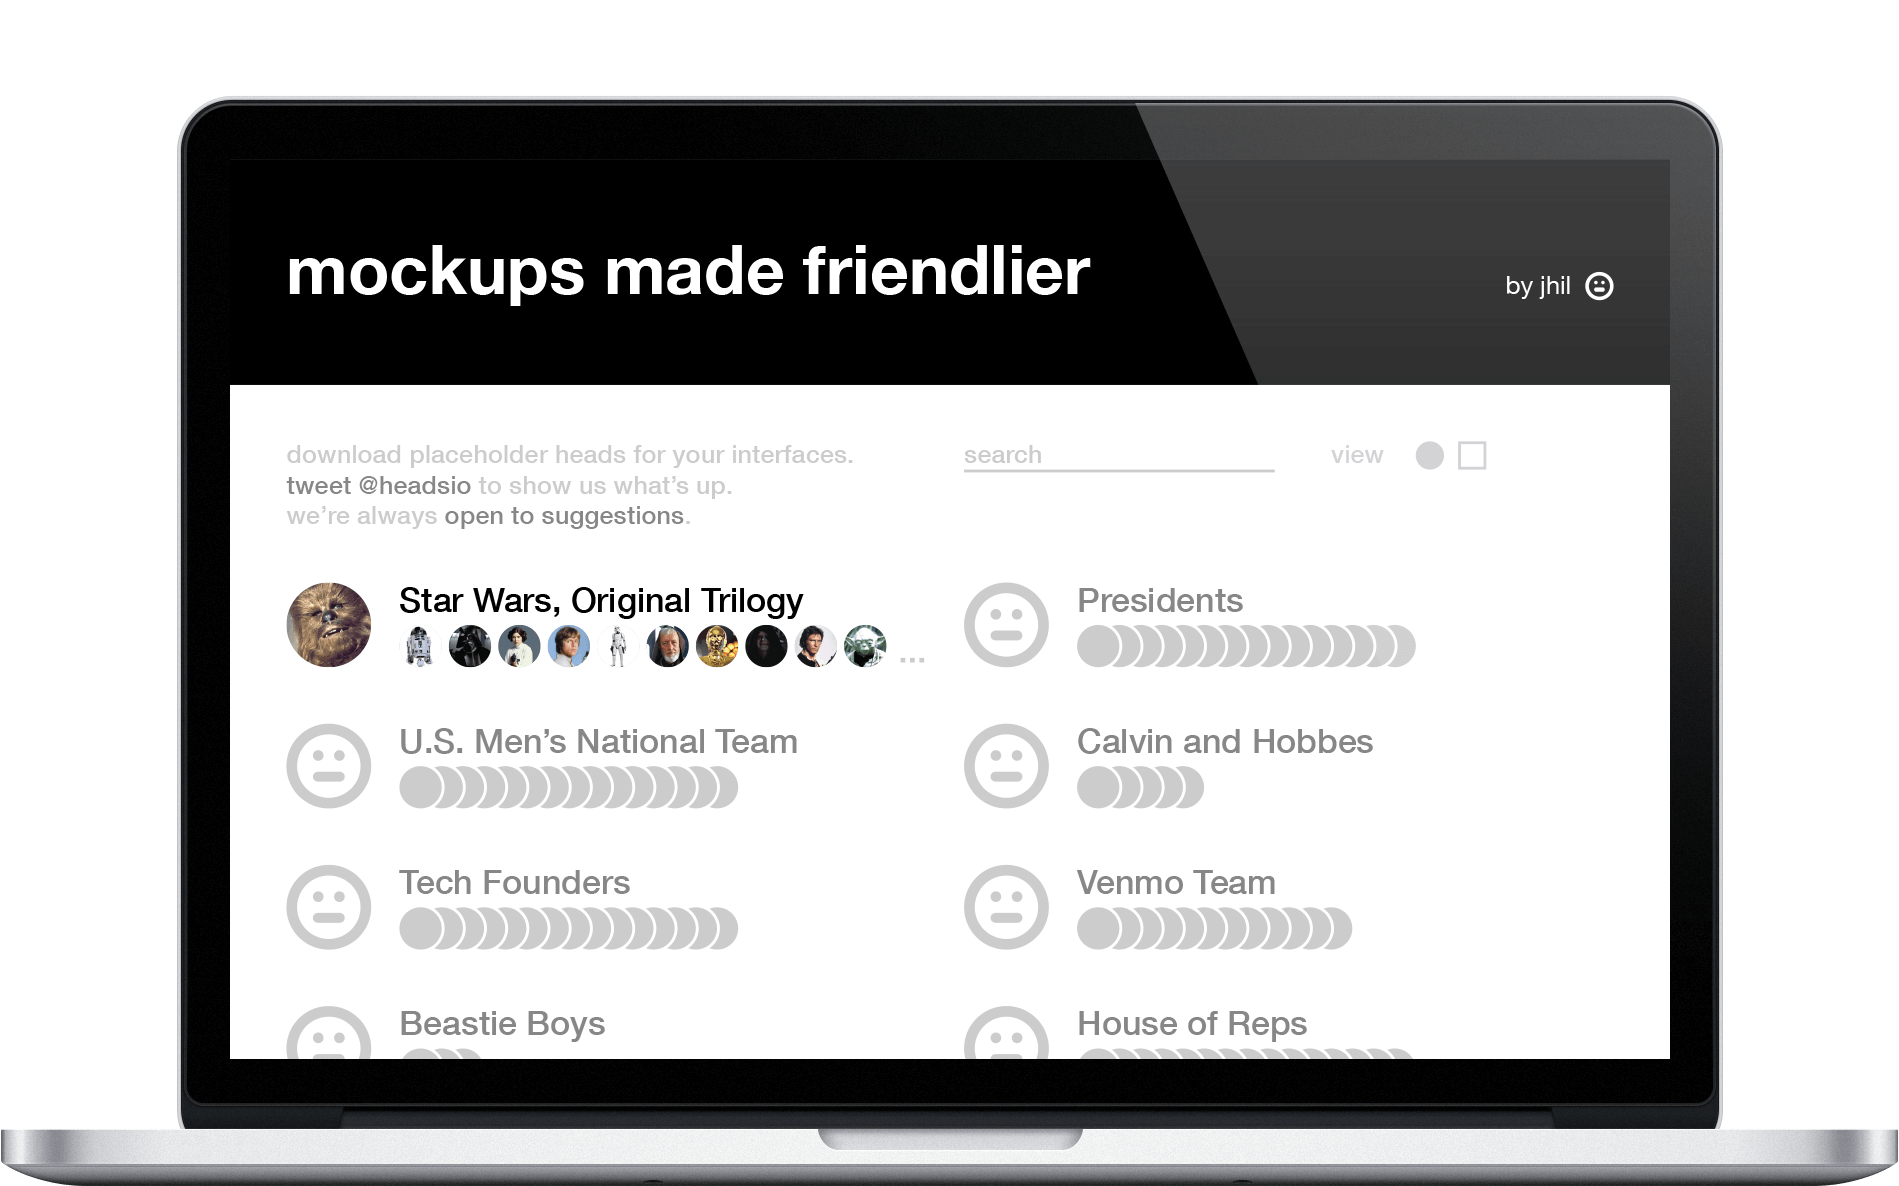 mockups made friendlier
by jhil
download placeholder heads for your interfaces.
tweet @headsio to show us what’s up.
we’re always open to suggestions.
search
view
Star Wars, Original Trilogy
...
Presidents
U.S. Men’s National Team
Calvin and Hobbes
Tech Founders
Venmo Team
Beastie Boys
House of Reps